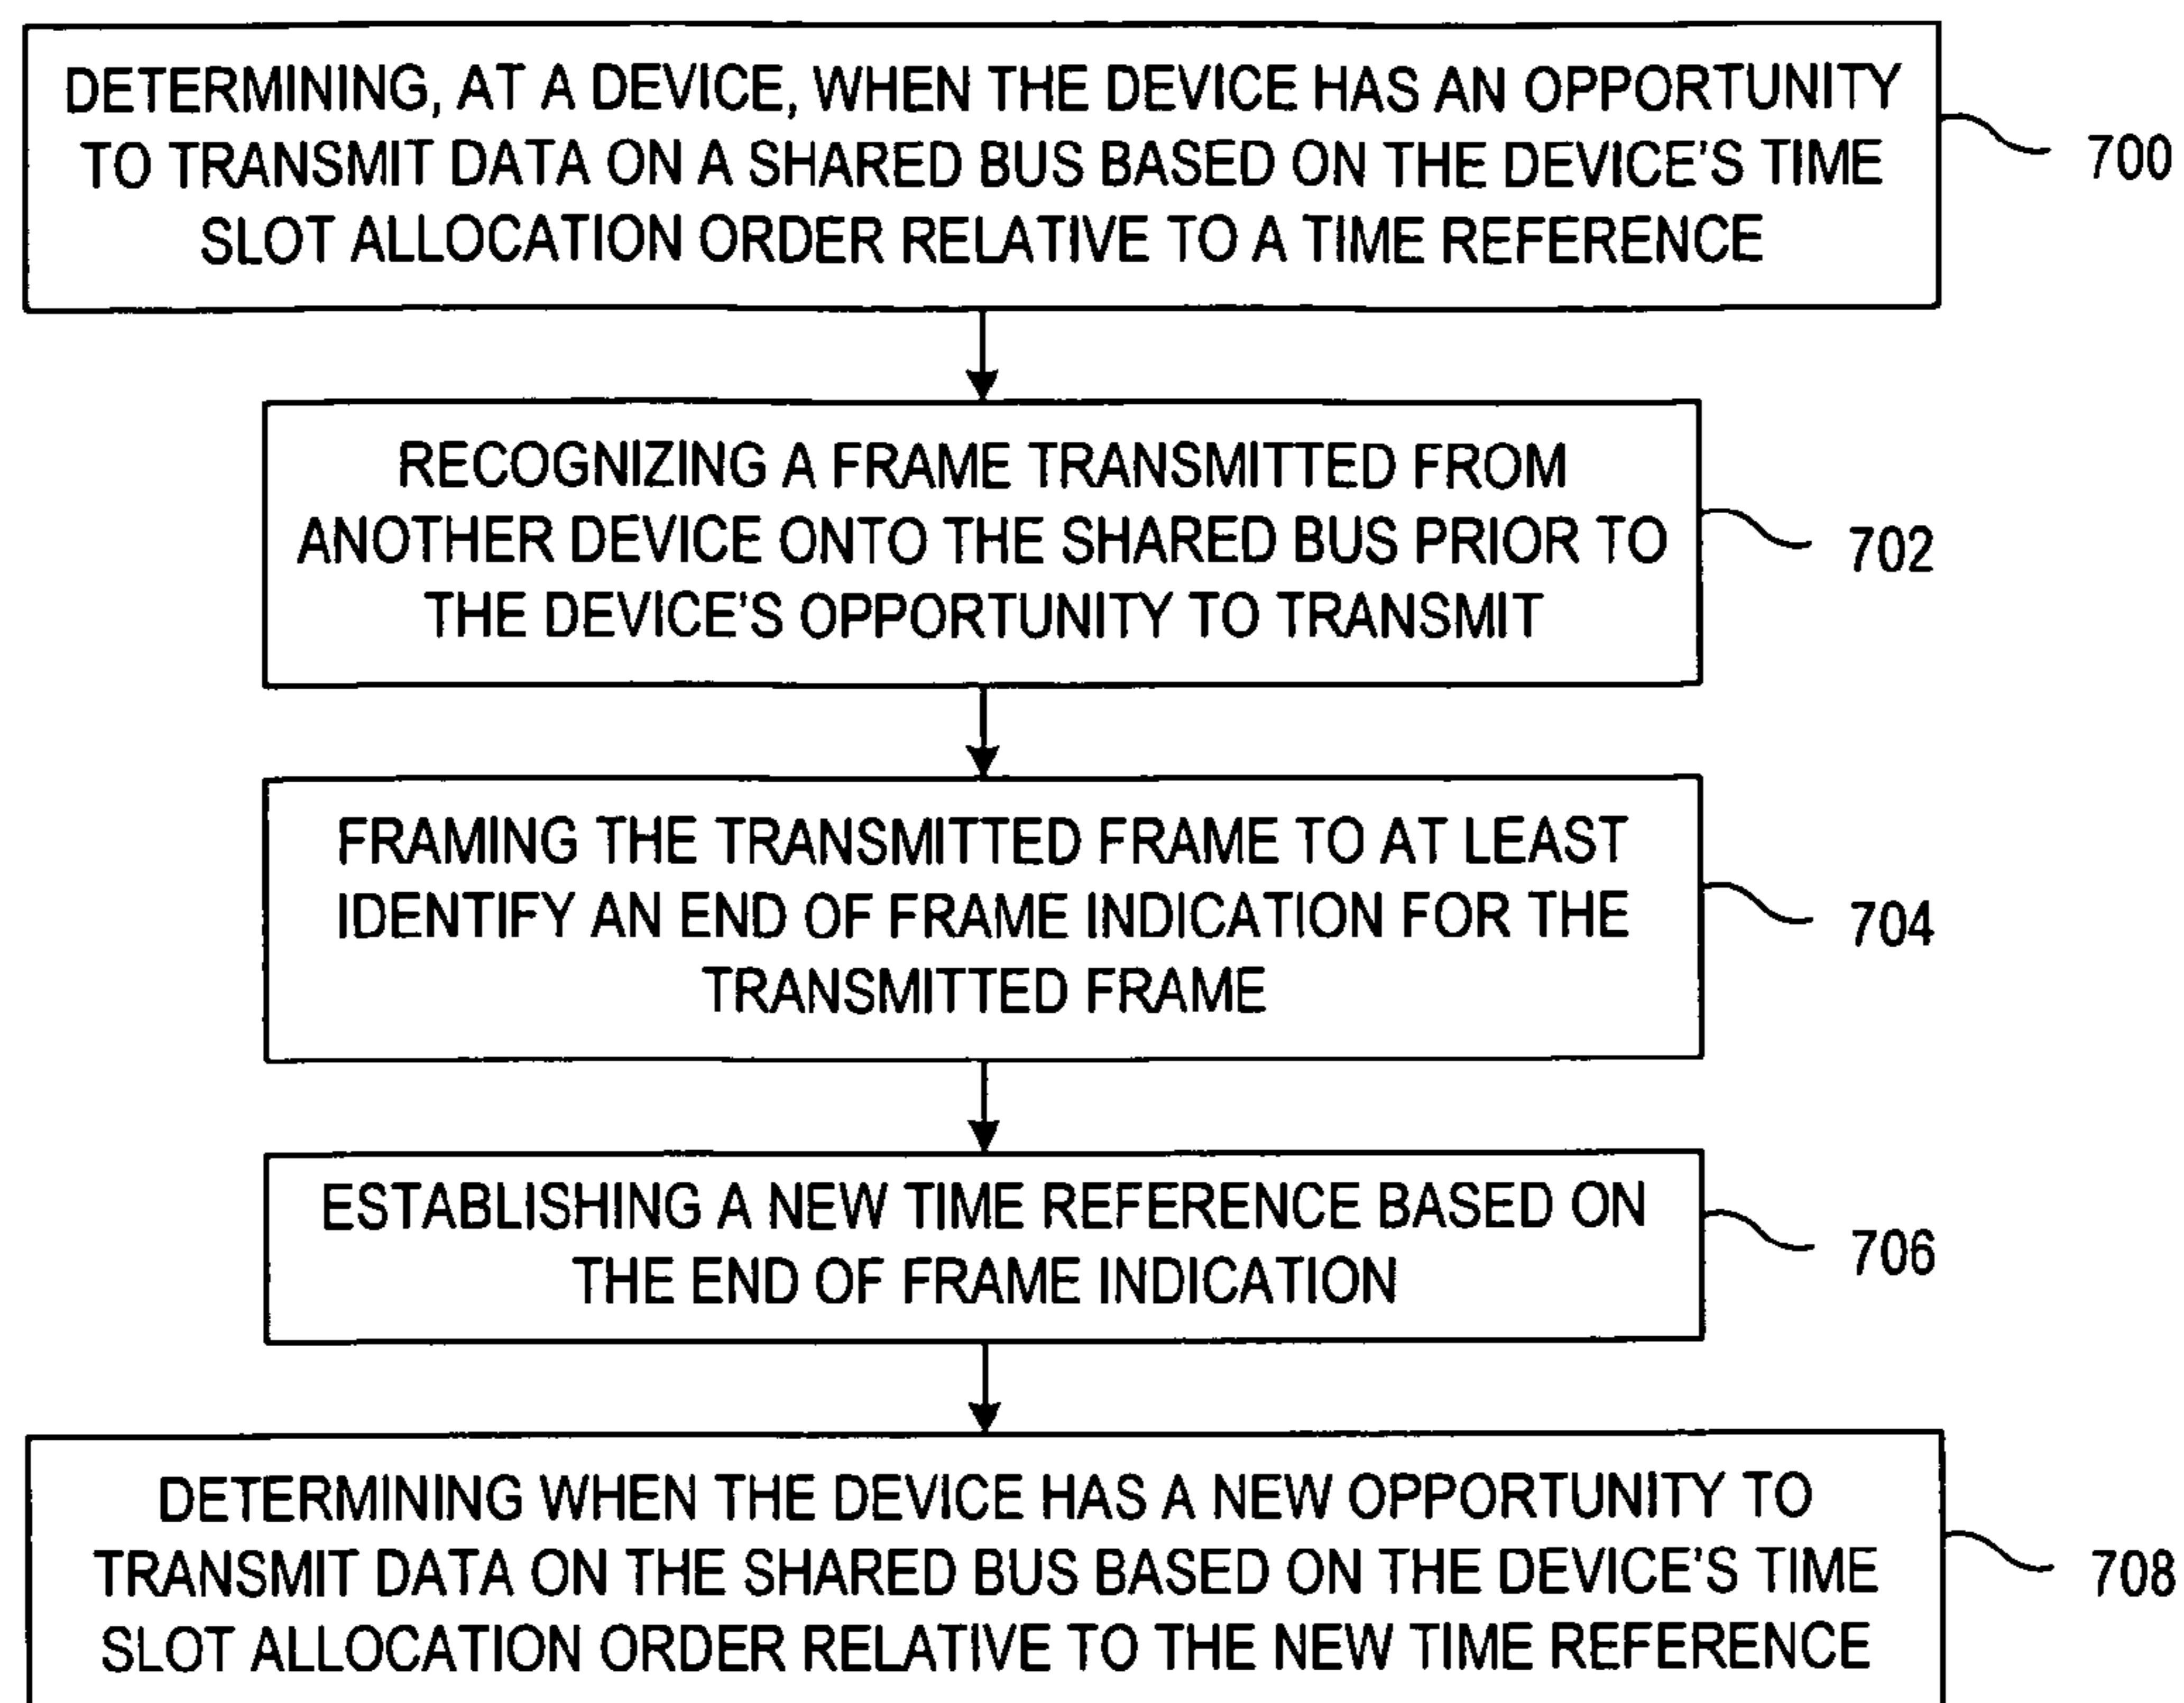 DETERMINING, AT A DEVICE, WHEN THE DEVICE HAS AN OPPORTUNITY
TO TRANSMIT DATA ON A SHARED BUS BASED ON THE DEVICE'S TIME
SLOT ALLOCATION ORDER RELATIVE TO A TIME REFERENCE
700
RECOGNIZING A FRAME TRANSMITTED FROM
ANOTHER DEVICE ONTO THE SHARED BUS PRIOR TO
THE DEVICE'S OPPORTUNITY TO TRANSMIT
702
FRAMING THE TRANSMITTED FRAME TO AT LEAST
IDENTIFY AN END OF FRAME INDICATION FOR THE
TRANSMITTED FRAME
704
ESTABLISHING A NEW TIME REFERENCE BASED ON
THE END OF FRAME INDICATION
706
DETERMINING WHEN THE DEVICE HAS A NEW OPPORTUNITY TO
TRANSMIT DATA ON THE SHARED BUS BASED ON THE DEVICE'S TIME
SLOT ALLOCATION ORDER RELATIVE TO THE NEW TIME REFERENCE
708